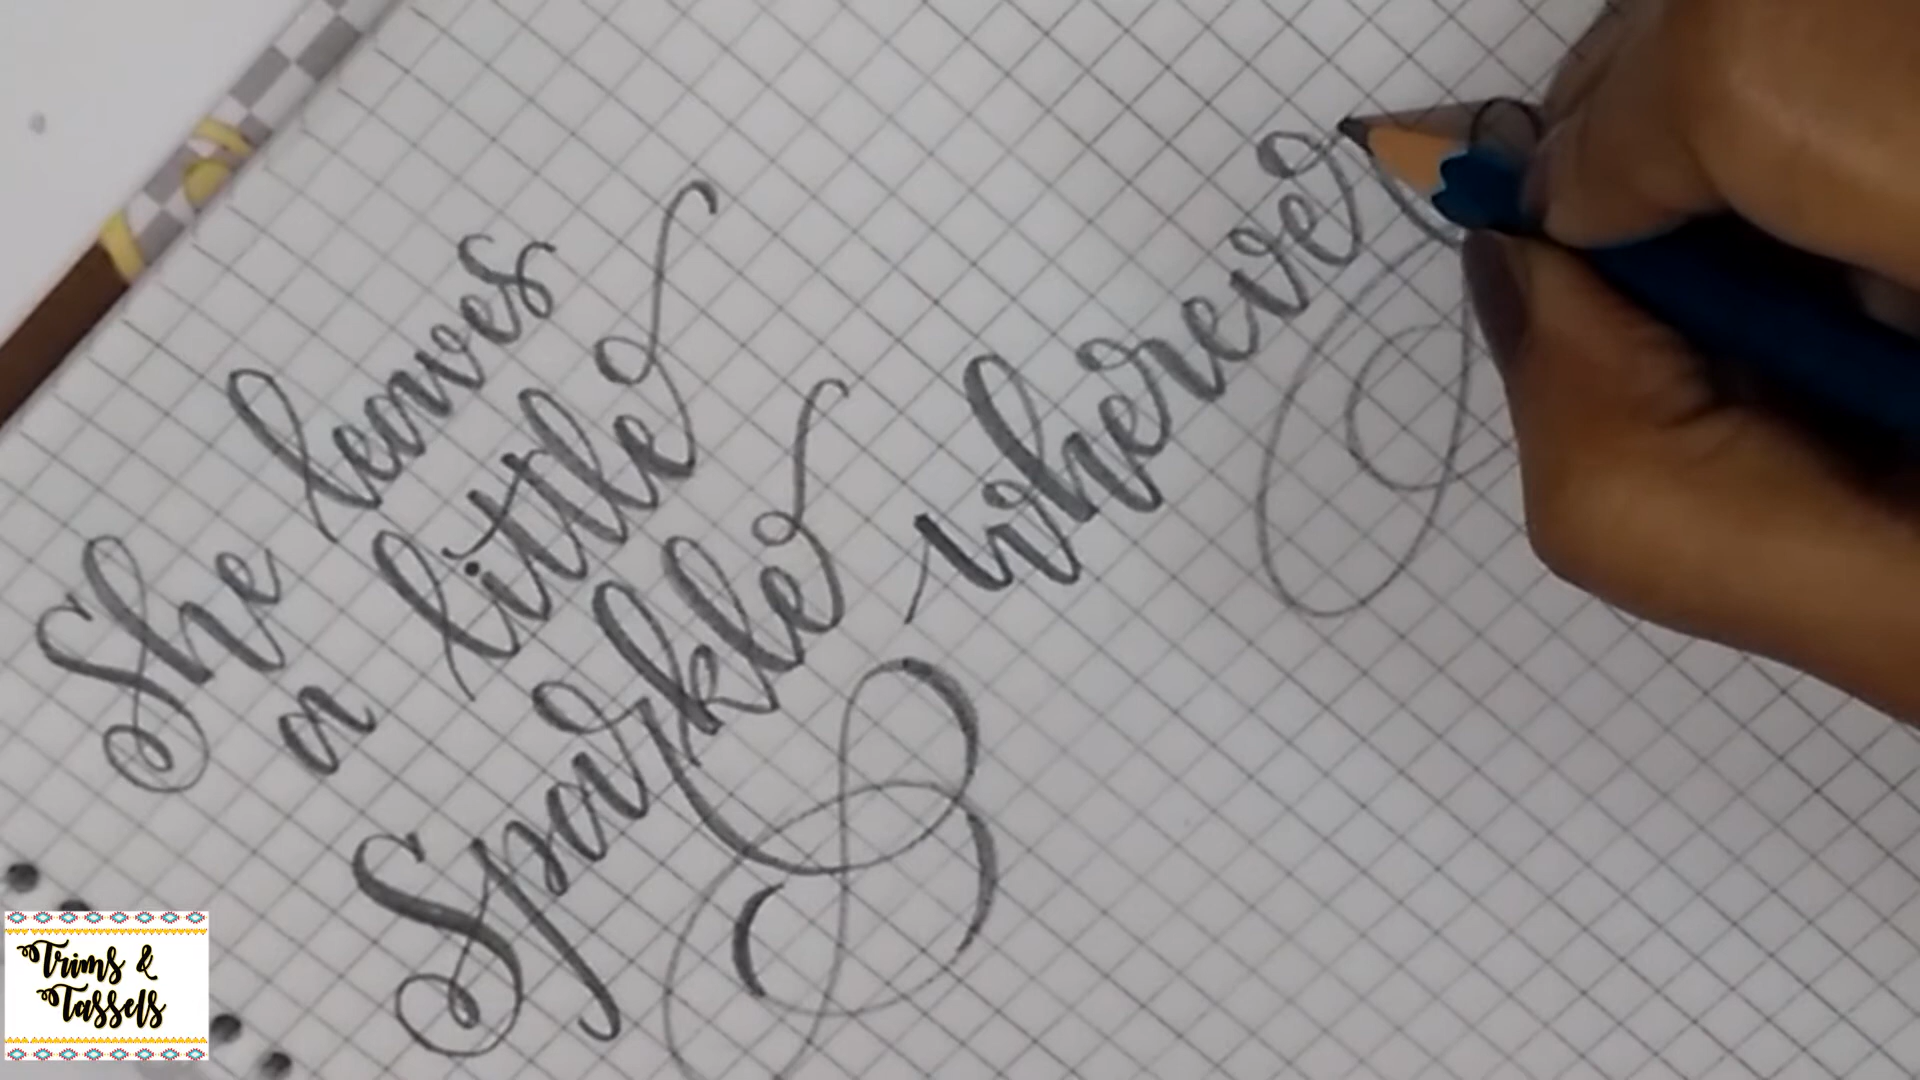 She leaves
a little
Sparkle wherever
Trims &
Tassels